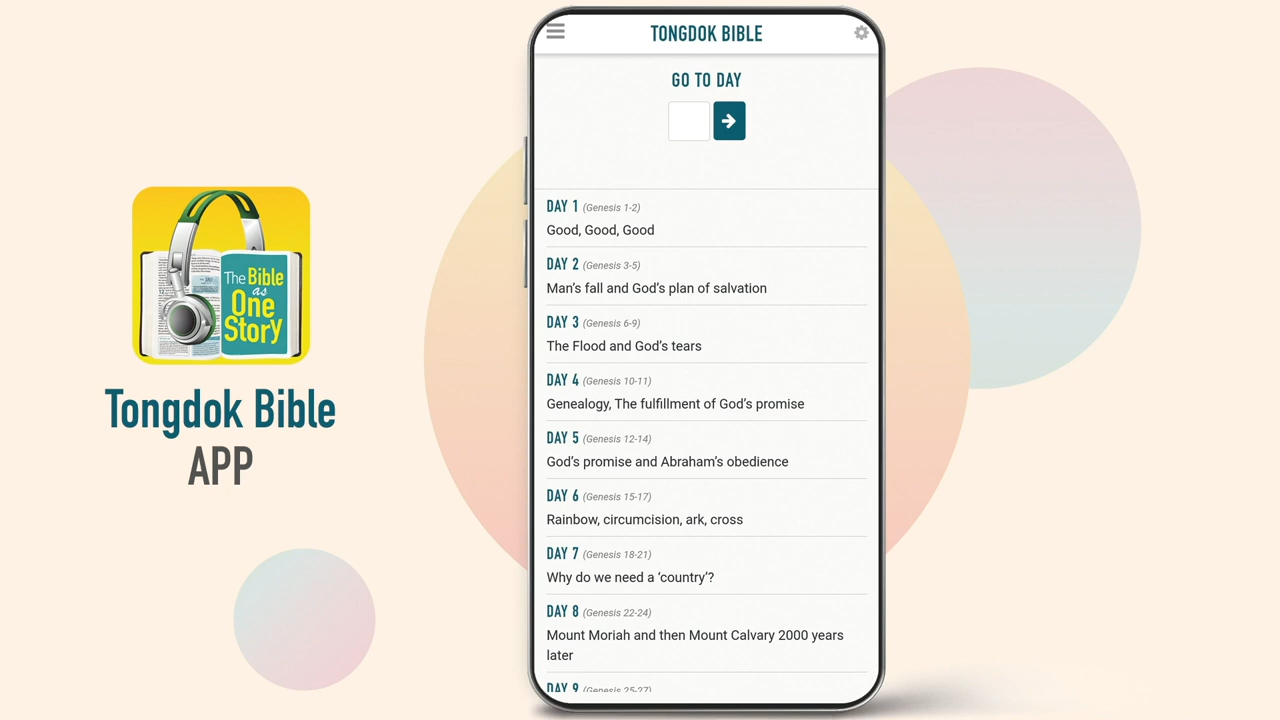 The Bible
as
One
Story
Tongdok Bible
APP
TONGDOK BIBLE
GO TO DAY
DAY 1 (Genesis 1-2)
Good, Good, Good
DAY 2 (Genesis 3-5)
Man’s fall and God’s plan of salvation
DAY 3 (Genesis 6-9)
The Flood and God’s tears
DAY 4 (Genesis 10-11)
Genealogy, The fulfillment of God’s promise
DAY 5 (Genesis 12-14)
God’s promise and Abraham’s obedience
DAY 6 (Genesis 15-17)
Rainbow, circumcision, ark, cross
DAY 7 (Genesis 18-21)
Why do we need a ‘country’?
DAY 8 (Genesis 22-24)
Mount Moriah and then Mount Calvary 2000 years
later
DAY 9 (Genesis 25-27)